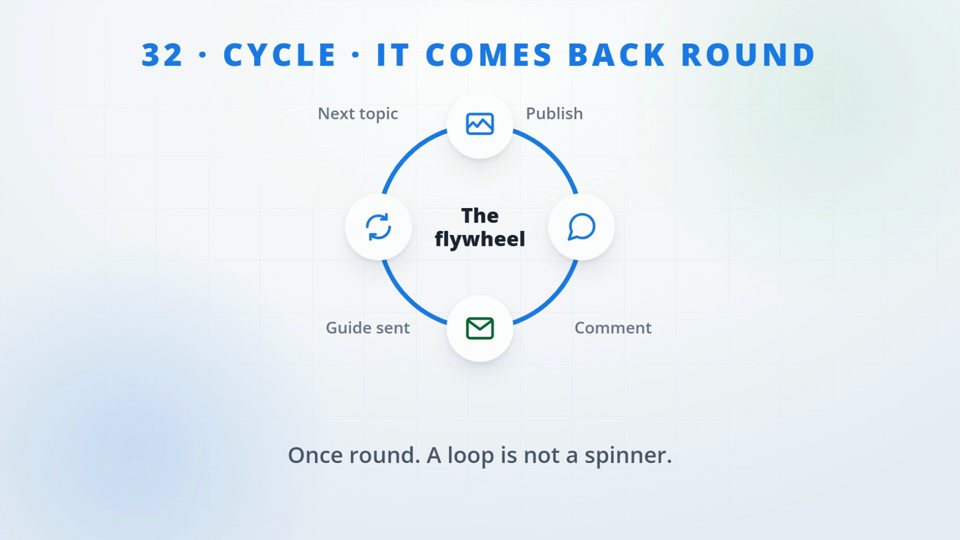 32 · CYCLE · IT COMES BACK ROUND
Next topic
Publish
The
flywheel
Guide sent
Comment
Once round. A loop is not a spinner.